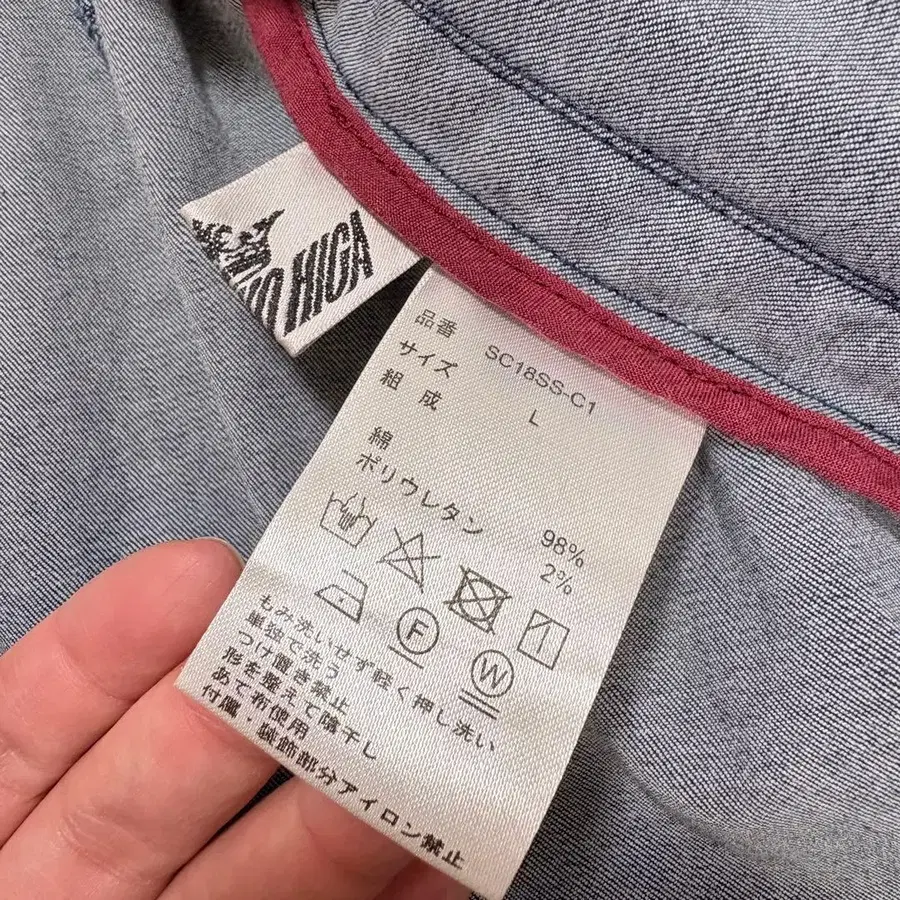 HIGA
品番 SC18SS-C1
サイズ L
組成
綿 98%
ポリウレタン 2%
F
W
もみ洗いせず軽く押し洗い
単独で洗う
つけ置き禁止
形を整えて陰干し
あて布使用
付属・装飾部分アイロン禁止